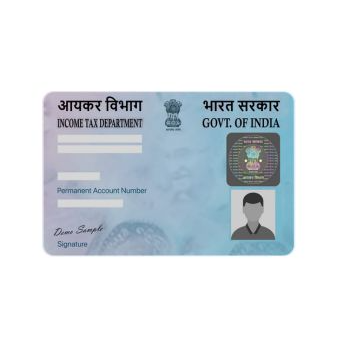 आयकर विभाग
INCOME TAX DEPARTMENT
भारत सरकार
GOVT. OF INDIA
Permanent Account Number
Demo Sample
Signature